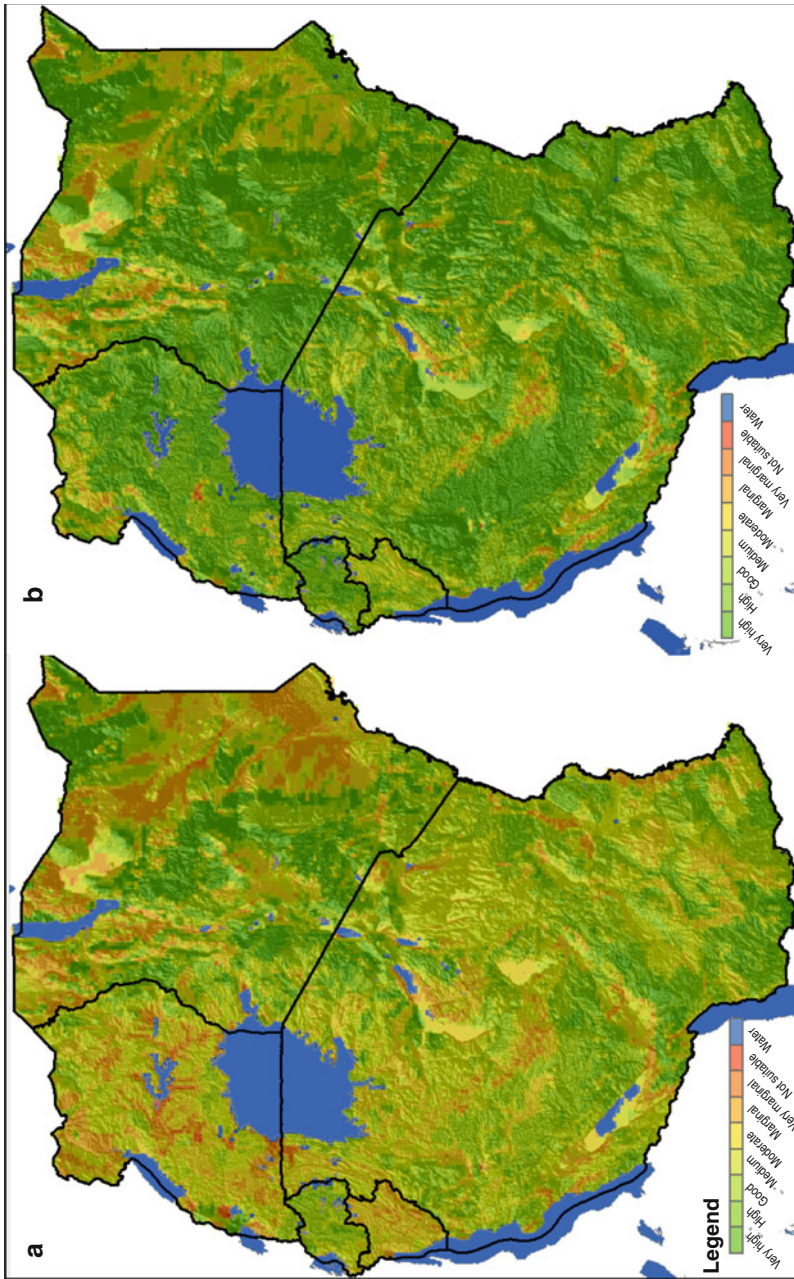 a
Legend
Very high
High
Good
Medium
Moderate
Marginal
Very marginal
Not suitable
Water
b
Very high
High
Good
Medium
Moderate
Marginal
Very marginal
Not suitable
Water